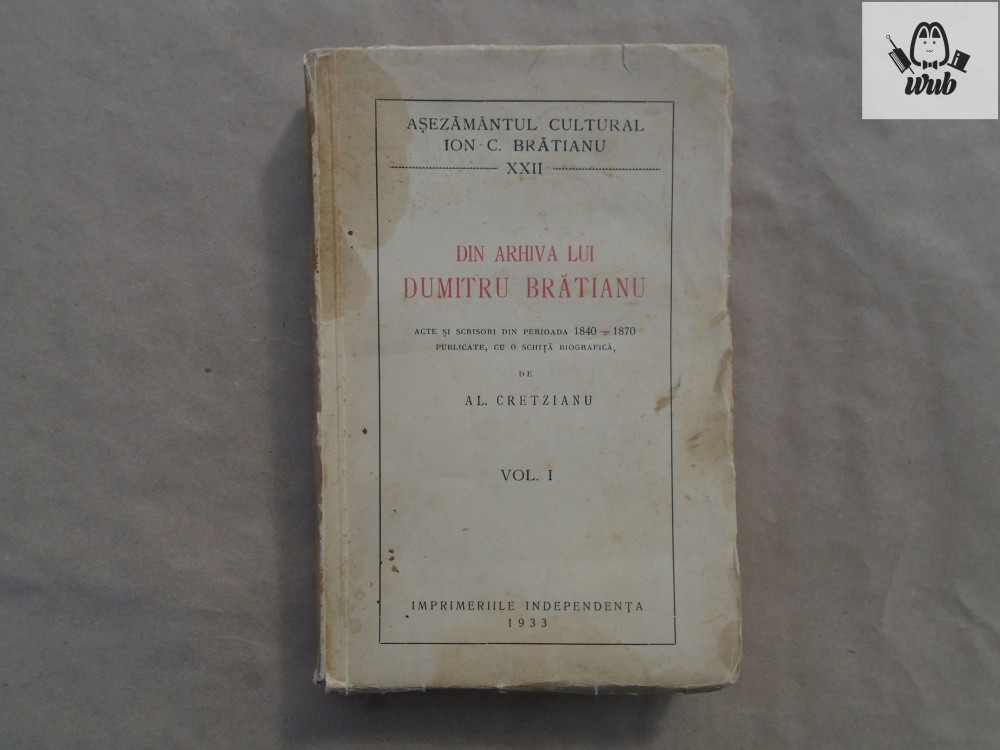 AȘEZĂMÂNTUL CULTURAL
ION C. BRĂTIANU
XXII
DIN ARHIVA LUI
DUMITRU BRĂTIANU
ACTE ȘI SCRISORI DIN PERIOADA 1840 — 1870
PUBLICATE, CU O SCHIȚĂ BIOGRAFICĂ,
DE
AL. CRETZIANU
VOL. I
IMPRIMERIILE INDEPENDENȚA
1933
wub